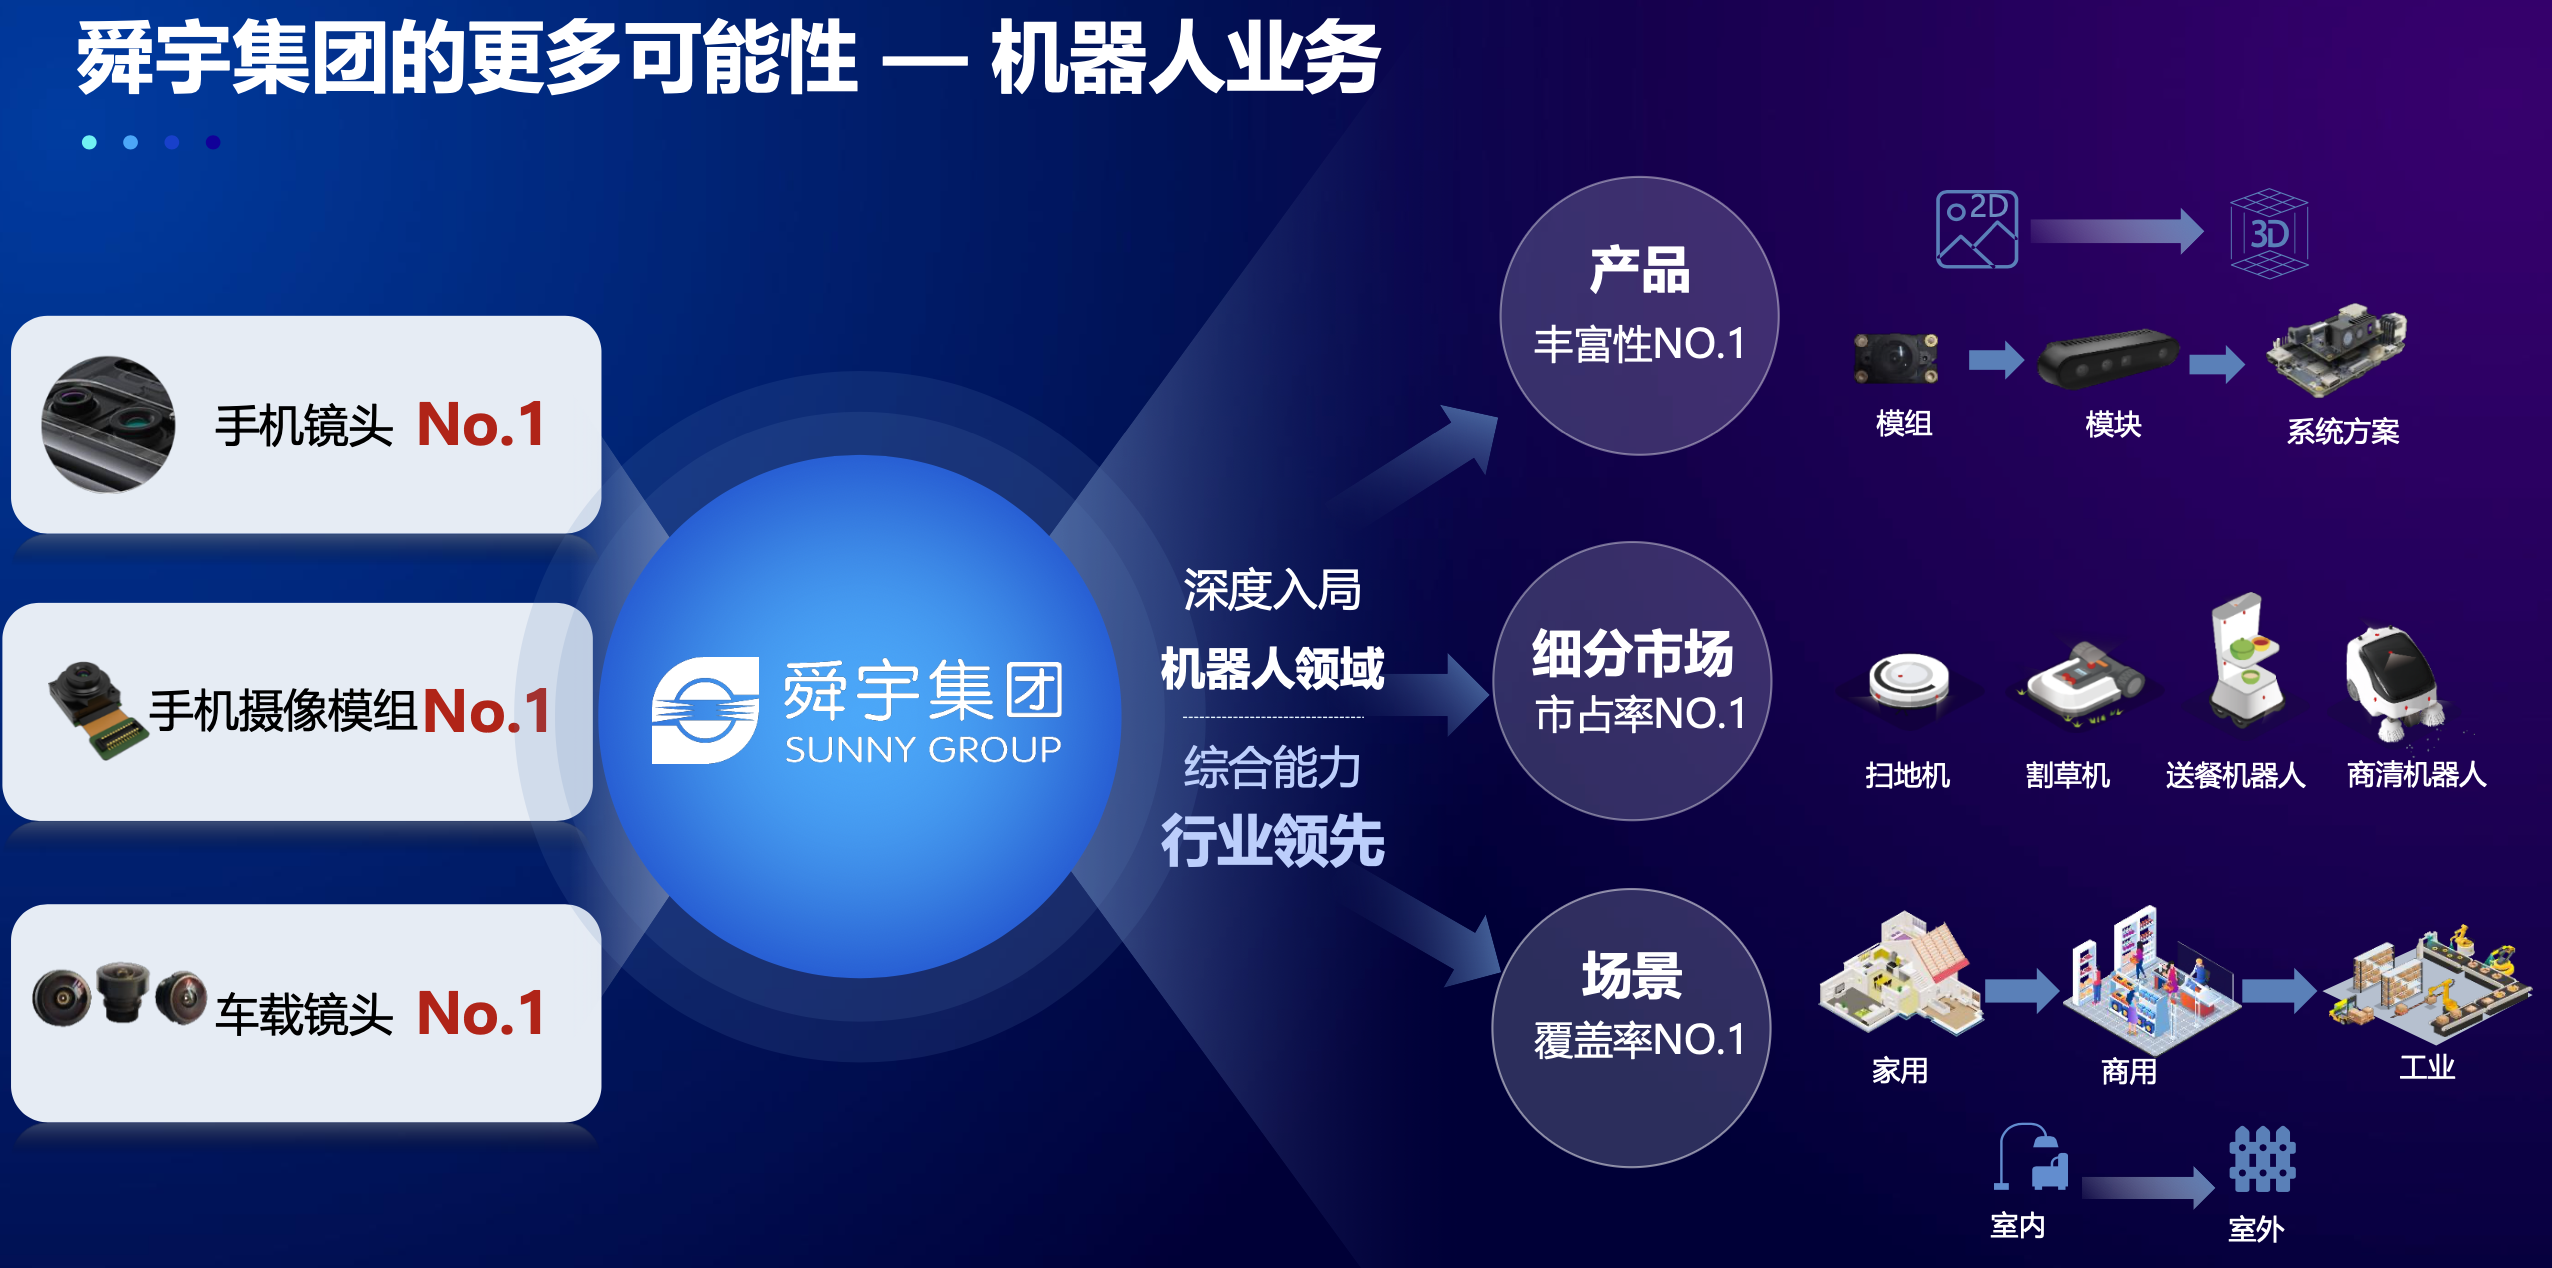 舜宇集团的更多可能性 — 机器人业务
手机镜头 No.1
手机摄像模组No.1
车载镜头 No.1
舜宇集团
SUNNY GROUP
深度入局
机器人领域
综合能力
行业领先
产品
丰富性NO.1
2D
3D
模组
模块
系统方案
细分市场
市占率NO.1
扫地机
割草机
送餐机器人
商清机器人
场景
覆盖率NO.1
家用
商用
工业
室内
室外